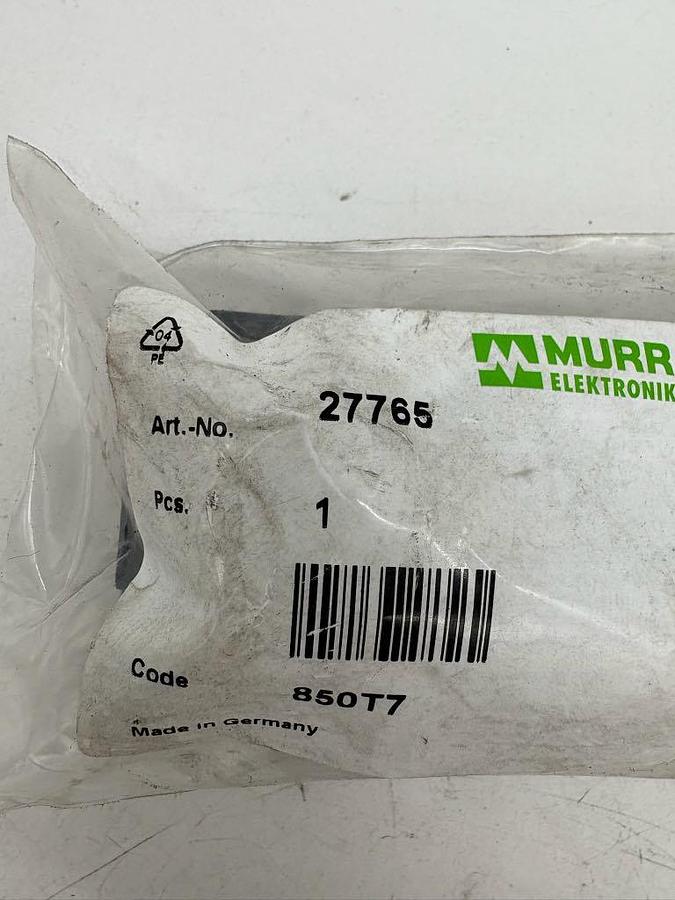 04
PE
MURR
ELEKTRONIK
Art.-No. 27765
Pcs. 1
Code 850T7
Made in Germany